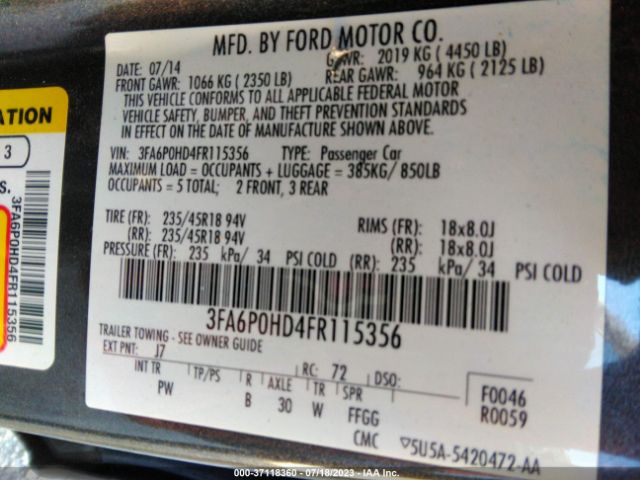 MFD. BY FORD MOTOR CO.
DATE: 07/14 GVWR: 2019 KG ( 4450 LB)
FRONT GAWR: 1066 KG ( 2350 LB) REAR GAWR: 964 KG ( 2125 LB)
THIS VEHICLE CONFORMS TO ALL APPLICABLE FEDERAL MOTOR
VEHICLE SAFETY, BUMPER, AND THEFT PREVENTION STANDARDS
IN EFFECT ON THE DATE OF MANUFACTURE SHOWN ABOVE.
VIN: 3FA6P0HD4FR115356 TYPE: Passenger Car
MAXIMUM LOAD = OCCUPANTS + LUGGAGE = 385KG/ 850LB
OCCUPANTS = 5 TOTAL; 2 FRONT, 3 REAR
TIRE (FR): 235/45R18 94V RIMS (FR): 18x8.0J
(RR): 235/45R18 94V (RR): 18x8.0J
PRESSURE (FR): 235 kPa/ 34 PSI COLD (RR): 235 kPa/ 34 PSI COLD
3FA6P0HD4FR115356
TRAILER TOWING - SEE OWNER GUIDE
EXT PNT: J7 RC: 72 DSO:
INT TR TP/PS R AXLE TR SPR
PW B 30 W FFGG
F0046
R0059
CMC 5U5A-5420472-AA
ATION
3
S.
3FA6P0HD4FR115356
000-37118360 - 07/18/2023 - IAA Inc.